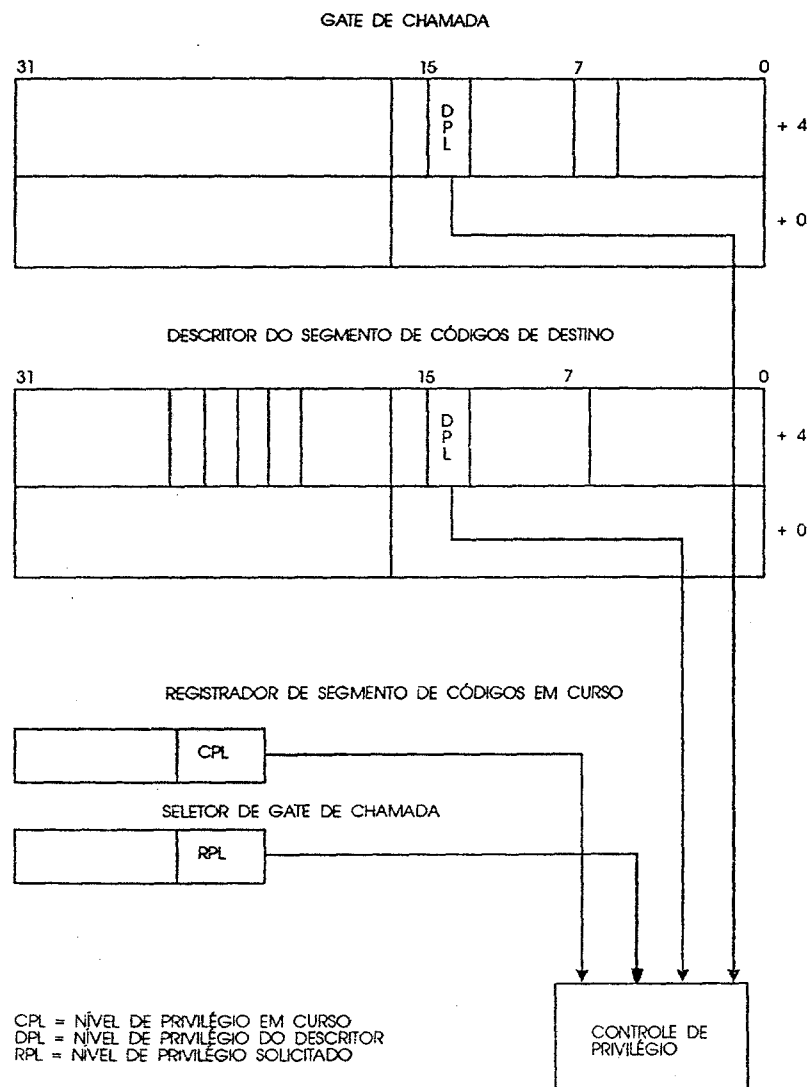 GATE DE CHAMADA
31 15 7 0
DPL
+ 4
+ 0
DESCRITOR DO SEGMENTO DE CÓDIGOS DE DESTINO
31 15 7 0
DPL
+ 4
+ 0
REGISTRADOR DE SEGMENTO DE CÓDIGOS EM CURSO
CPL
SELETOR DE GATE DE CHAMADA
RPL
CPL = NÍVEL DE PRIVILÉGIO EM CURSO
DPL = NÍVEL DE PRIVILÉGIO DO DESCRITOR
RPL = NÍVEL DE PRIVILÉGIO SOLICITADO
CONTROLE DE
PRIVILÉGIO